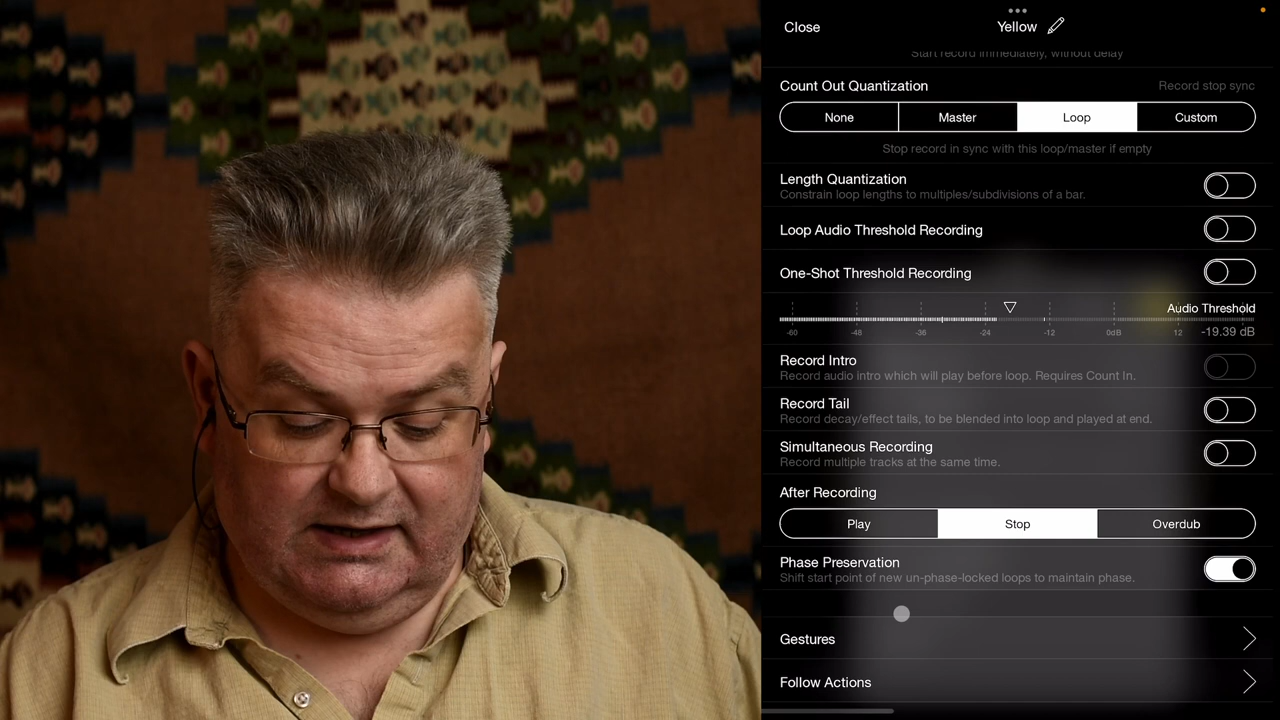 Close
Yellow
Start record immediately, without delay
Count Out Quantization
Record stop sync
None
Master
Loop
Custom
Stop record in sync with this loop/master if empty
Length Quantization
Constrain loop lengths to multiples/subdivisions of a bar.
Loop Audio Threshold Recording
One-Shot Threshold Recording
Audio Threshold
-60 -48 -36 -24 -12 0dB 12
-19.39 dB
Record Intro
Record audio intro which will play before loop. Requires Count In.
Record Tail
Record decay/effect tails, to be blended into loop and played at end.
Simultaneous Recording
Record multiple tracks at the same time.
After Recording
Play
Stop
Overdub
Phase Preservation
Shift start point of new un-phase-locked loops to maintain phase.
Gestures
Follow Actions